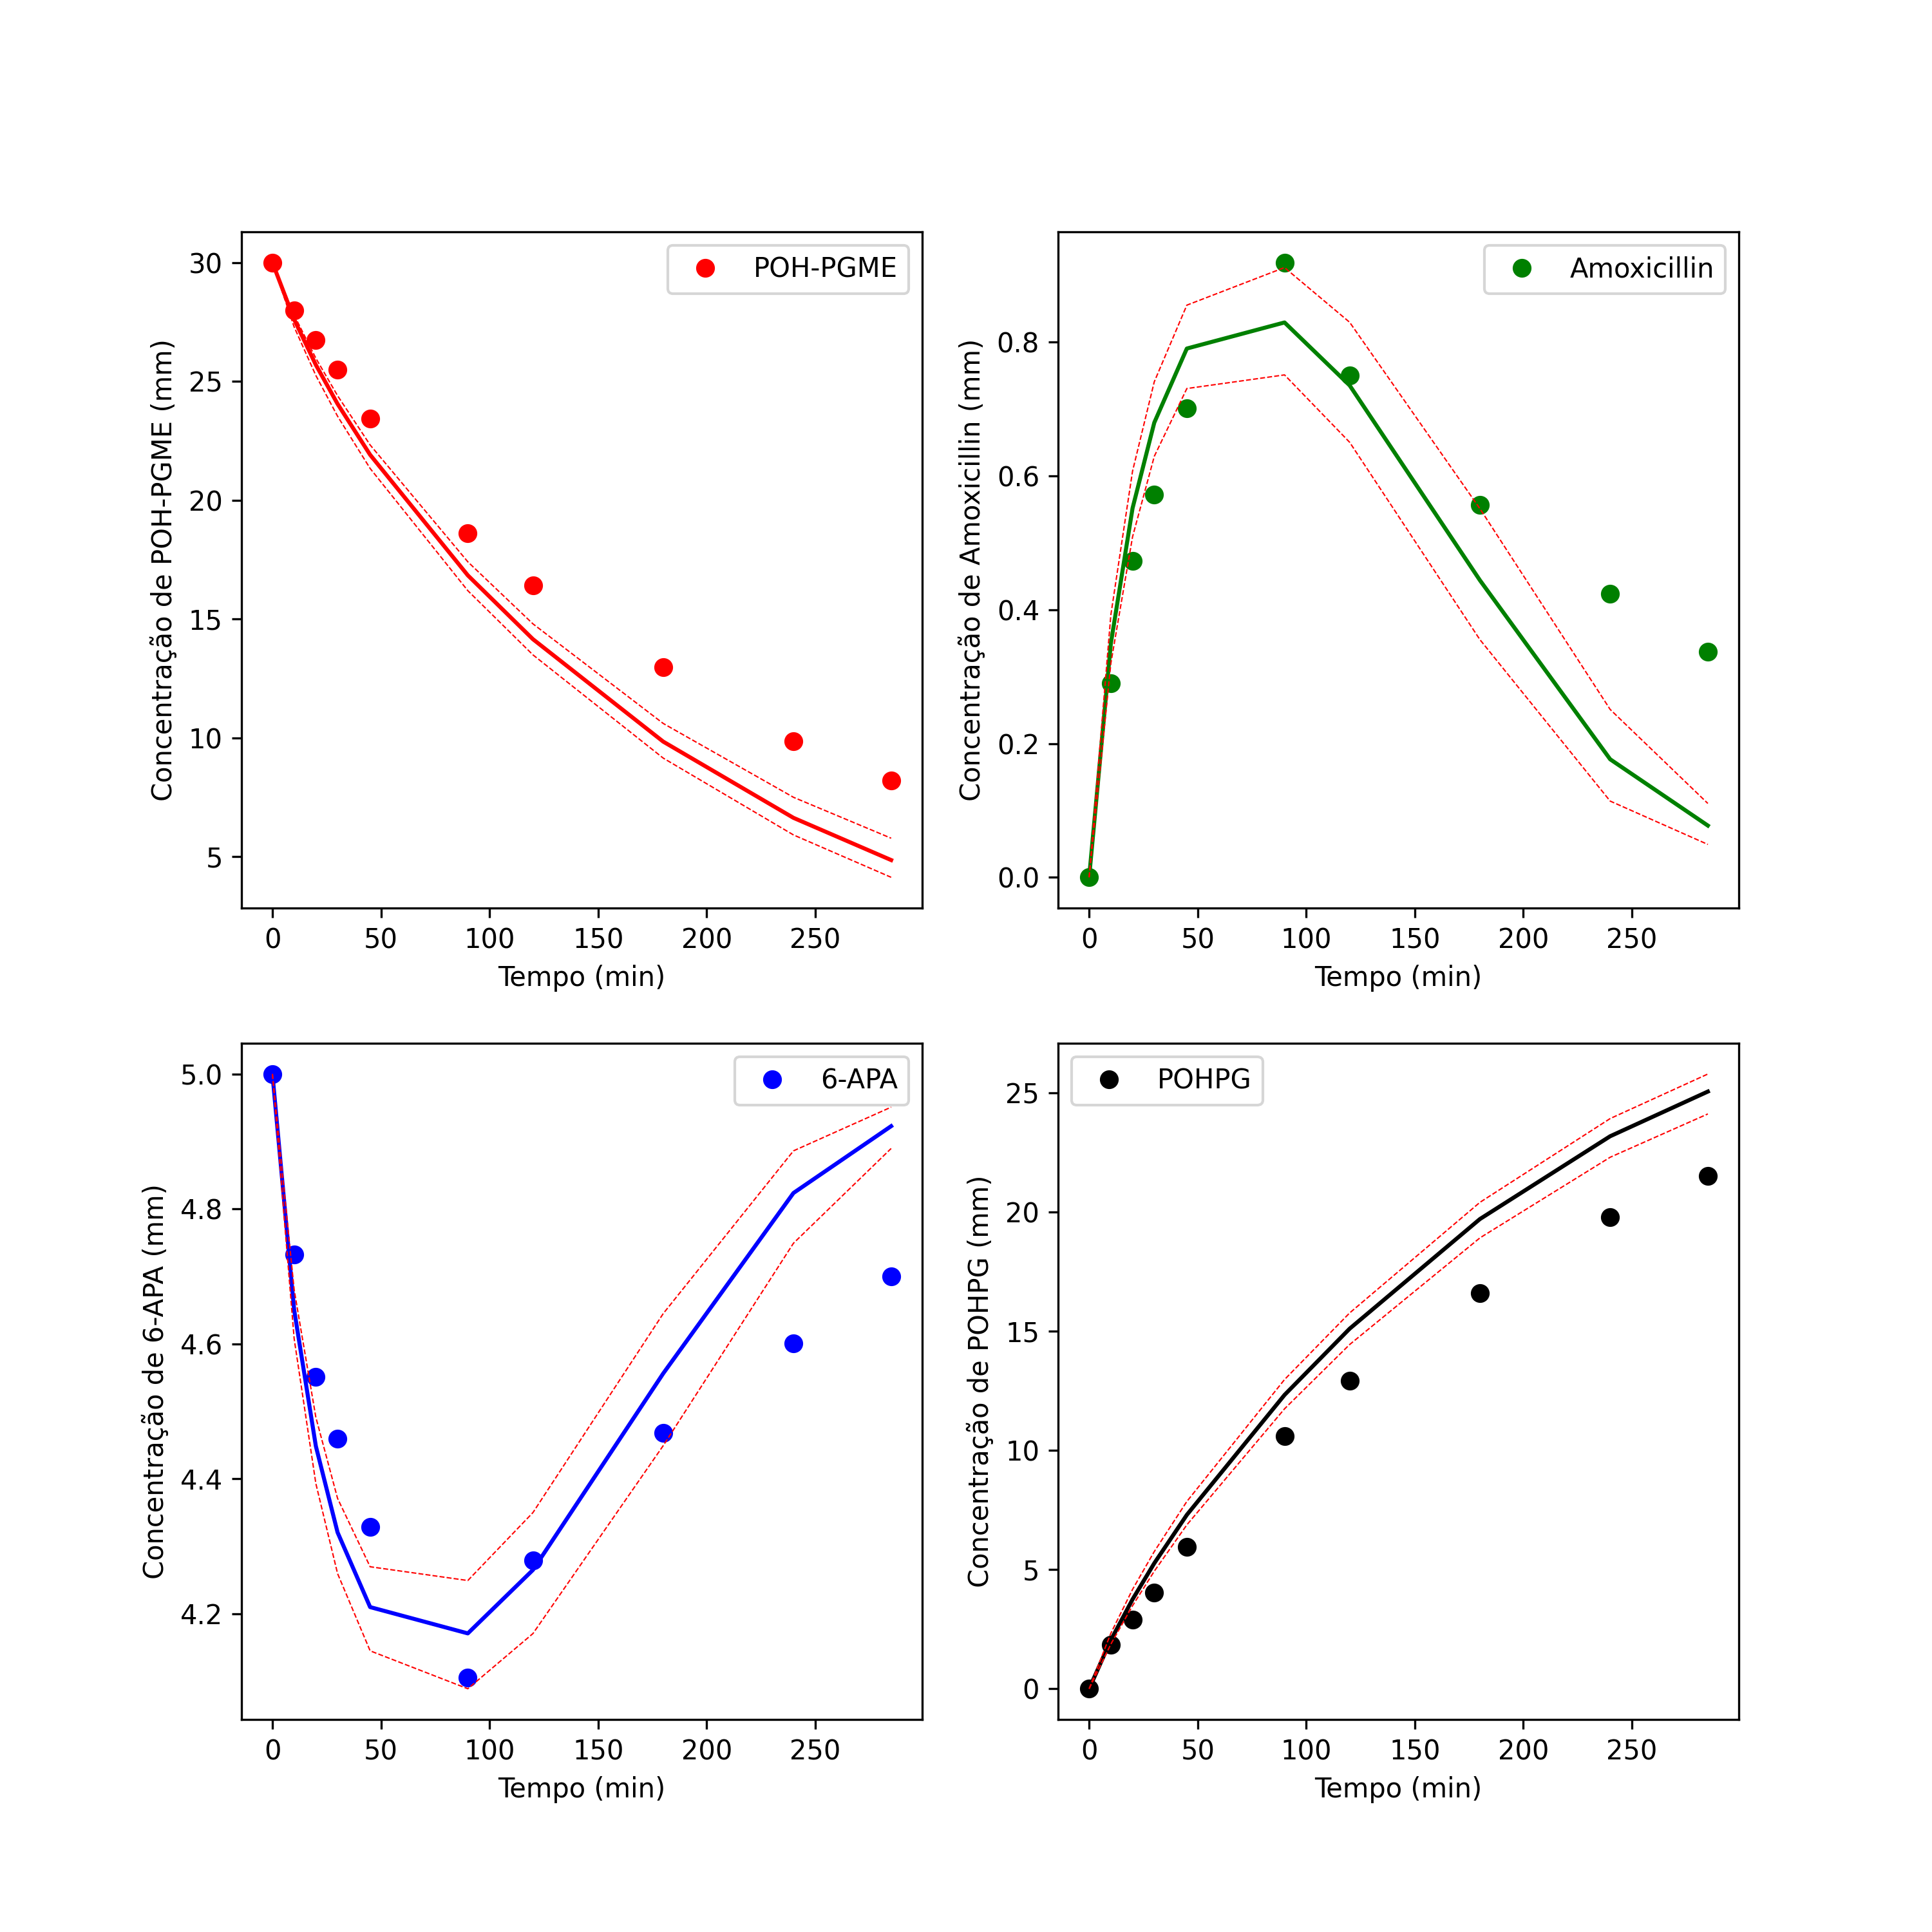 POH-PGME
Concentração de POH-PGME (mm)
30
25
20
15
10
5
0 50 100 150 200 250
Tempo (min)
Amoxicillin
Concentração de Amoxicillin (mm)
0.8
0.6
0.4
0.2
0.0
0 50 100 150 200 250
Tempo (min)
6-APA
Concentração de 6-APA (mm)
5.0
4.8
4.6
4.4
4.2
0 50 100 150 200 250
Tempo (min)
POHPG
Concentração de POHPG (mm)
25
20
15
10
5
0
0 50 100 150 200 250
Tempo (min)